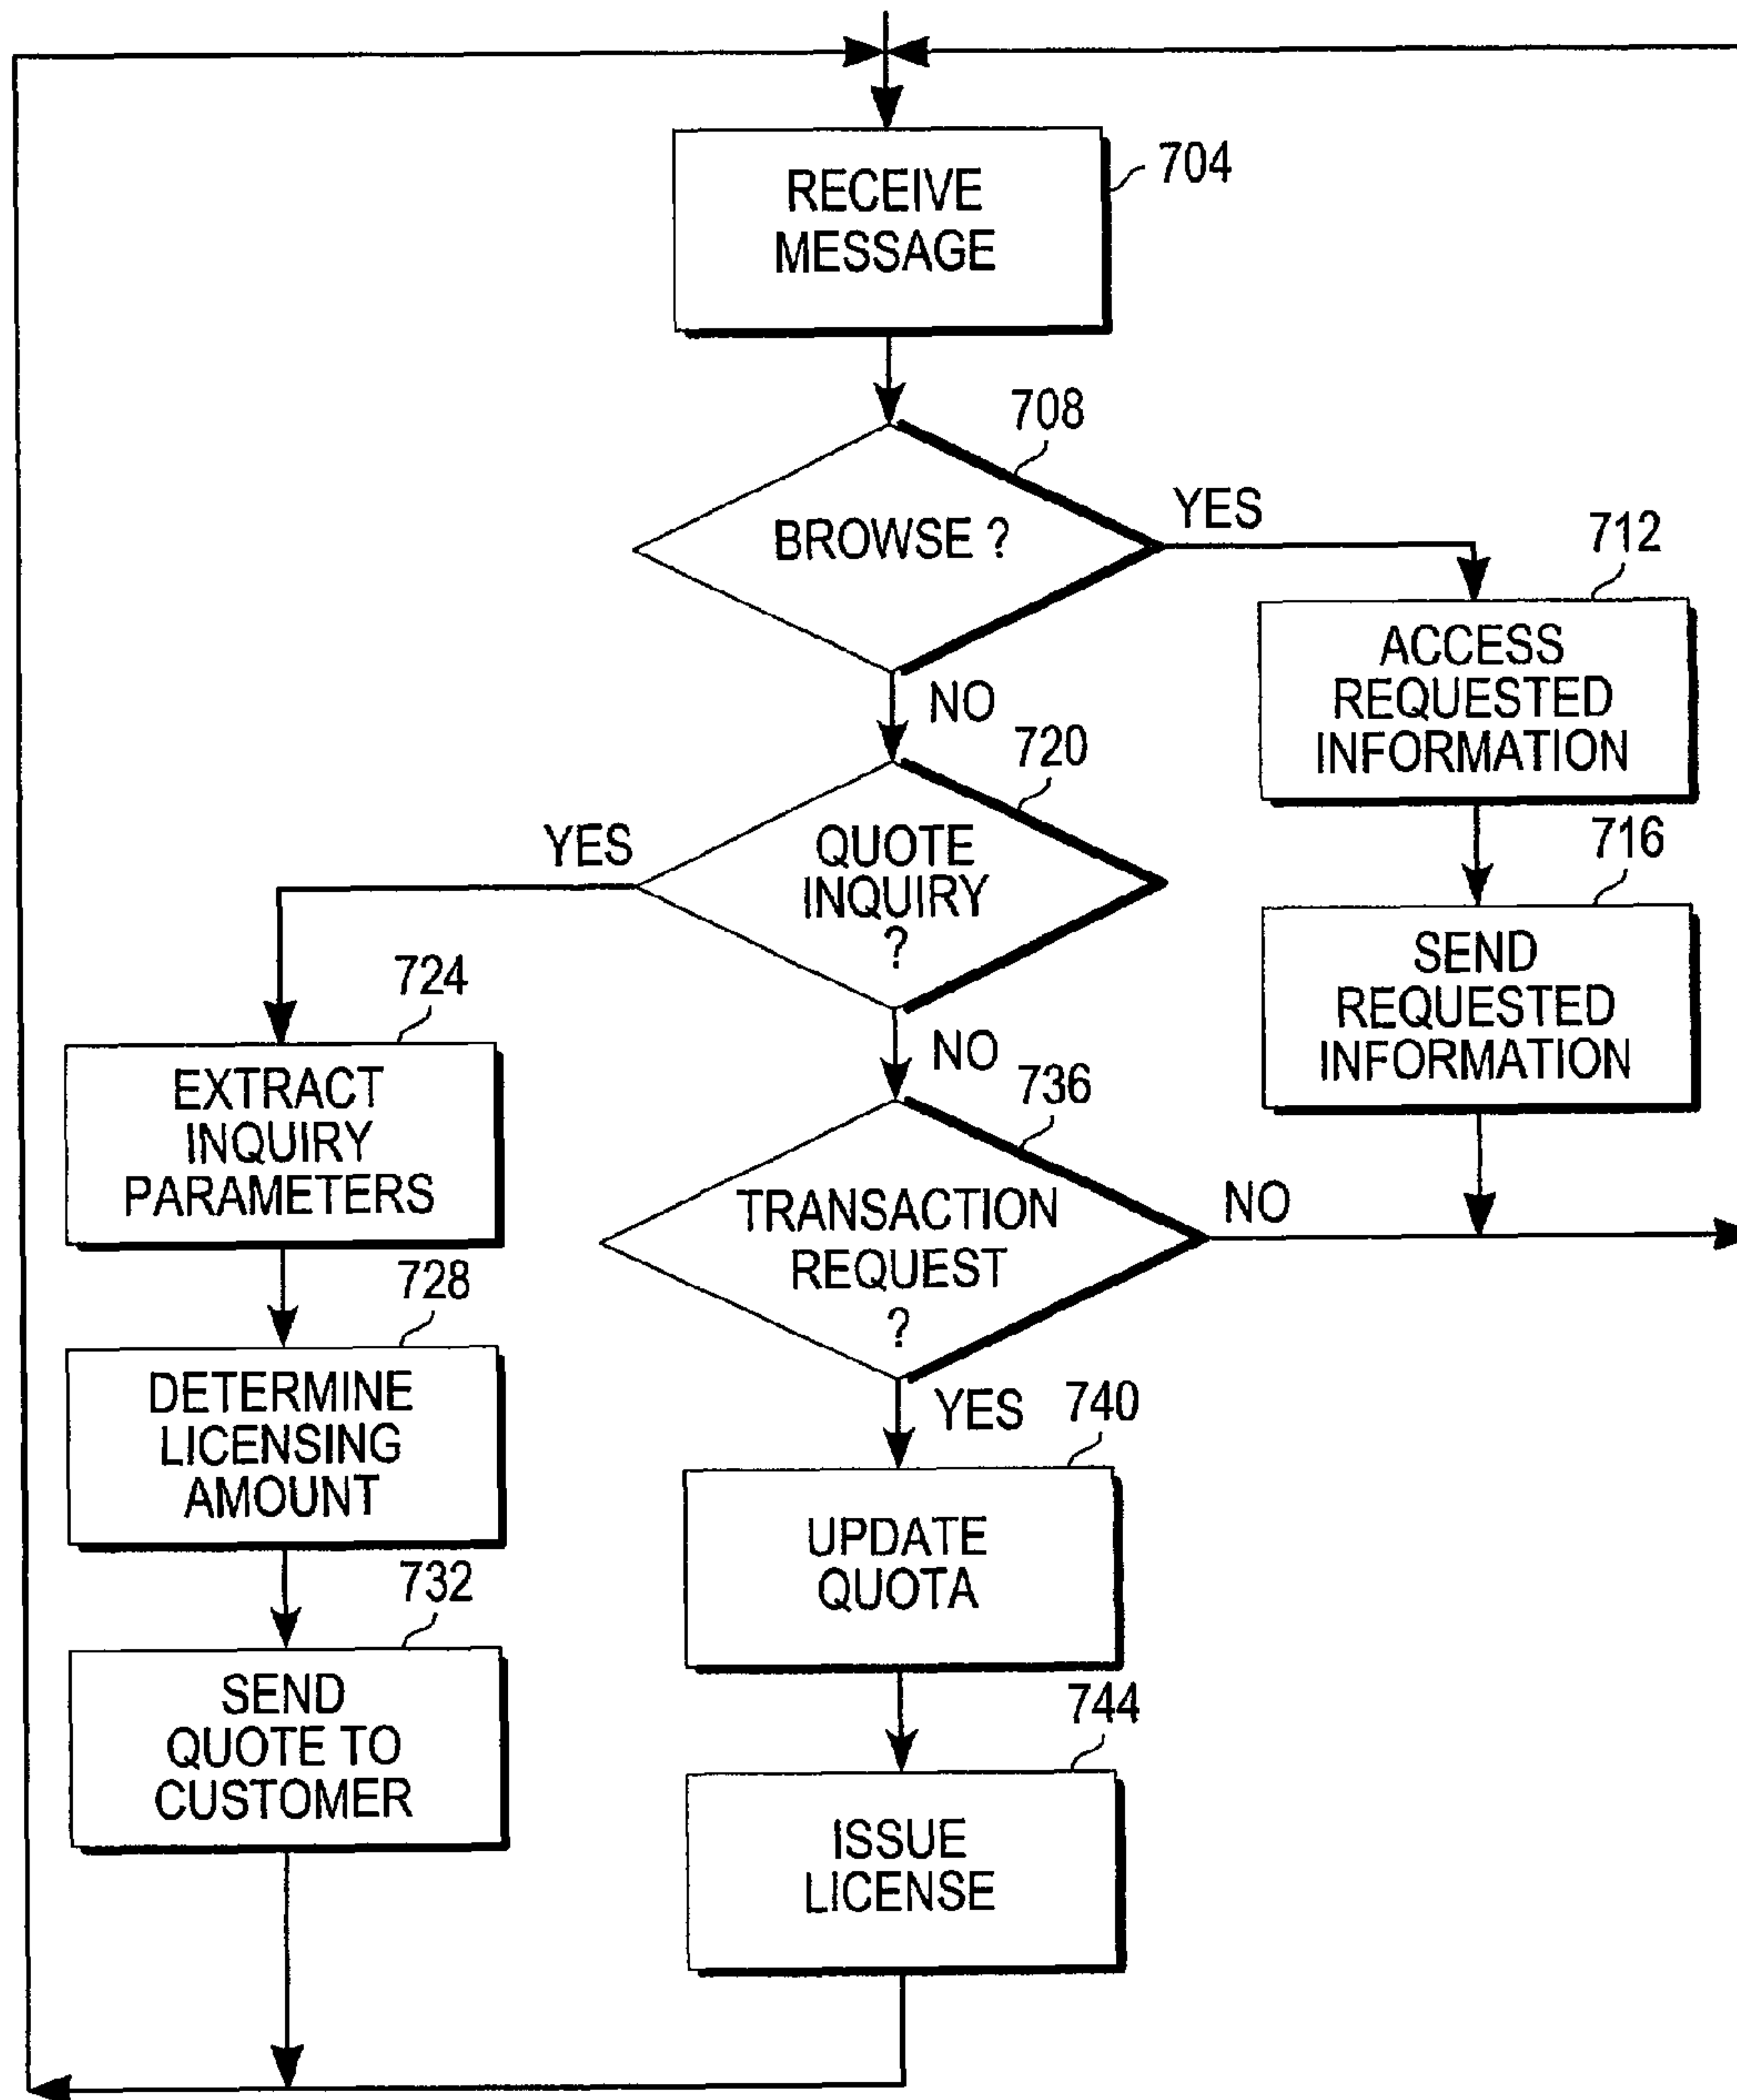 RECEIVE
MESSAGE
704
708
BROWSE ?
YES
NO
712
ACCESS
REQUESTED
INFORMATION
716
SEND
REQUESTED
INFORMATION
720
QUOTE
INQUIRY
?
YES
NO
724
EXTRACT
INQUIRY
PARAMETERS
728
DETERMINE
LICENSING
AMOUNT
732
SEND
QUOTE TO
CUSTOMER
736
TRANSACTION
REQUEST
?
NO
YES
740
UPDATE
QUOTA
744
ISSUE
LICENSE